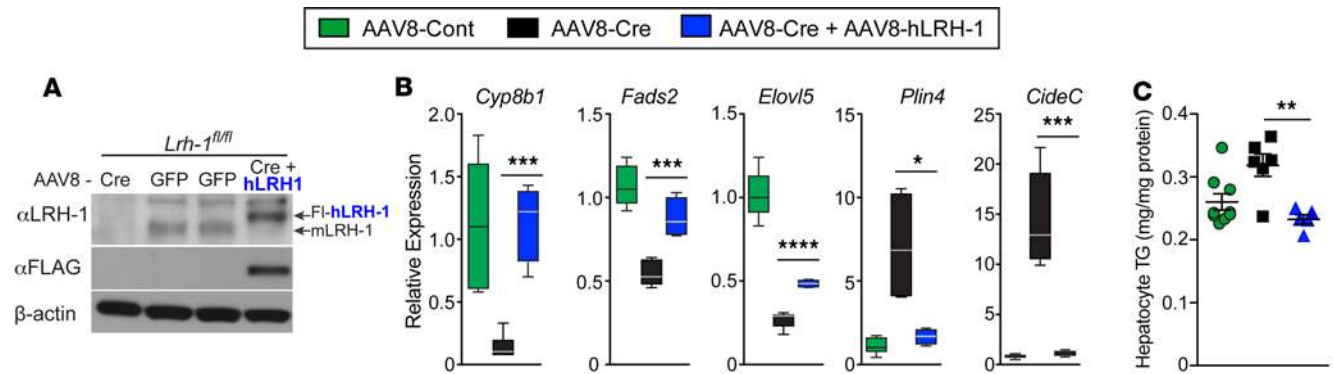 AAV8-Cont AAV8-Cre AAV8-Cre + AAV8-hLRH-1
A
Lrh-1fl/fl
AAV8 - Cre GFP GFP Cre + hLRH1
αLRH-1
Fl-hLRH-1
mLRH-1
αFLAG
β-actin
B
Relative Expression
Cyp8b1
***
2.0
1.5
1.0
0.5
0
Fads2
***
1.5
1.0
0.5
0
Elovl5
****
1.5
1.0
0.5
0
Plin4
*
15
10
5
0
CideC
***
25
20
15
10
5
0
C
Hepatocyte TG (mg/mg protein)
**
0.4
0.3
0.2
0